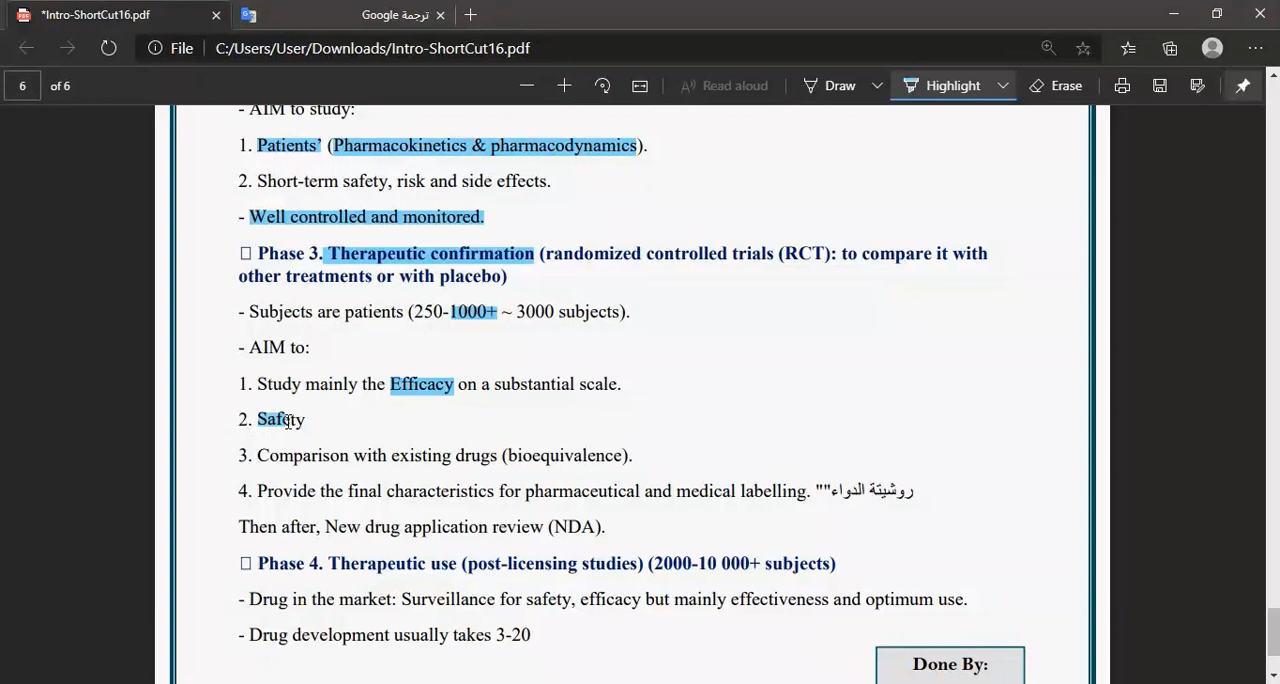 *Intro-ShortCut16.pdf
ترجمة Google
File C:/Users/User/Downloads/Intro-ShortCut16.pdf
6 of 6 Read aloud Draw Highlight Erase
- AIM to study:
1. Patients’ (Pharmacokinetics & pharmacodynamics).
2. Short-term safety, risk and side effects.
- Well controlled and monitored.
Phase 3. Therapeutic confirmation (randomized controlled trials (RCT): to compare it with
other treatments or with placebo)
- Subjects are patients (250-1000+ ~ 3000 subjects).
- AIM to:
1. Study mainly the Efficacy on a substantial scale.
2. Safety
3. Comparison with existing drugs (bioequivalence).
4. Provide the final characteristics for pharmaceutical and medical labelling. ""روشيتة الدواء
Then after, New drug application review (NDA).
Phase 4. Therapeutic use (post-licensing studies) (2000-10 000+ subjects)
- Drug in the market: Surveillance for safety, efficacy but mainly effectiveness and optimum use.
- Drug development usually takes 3-20
Done By: